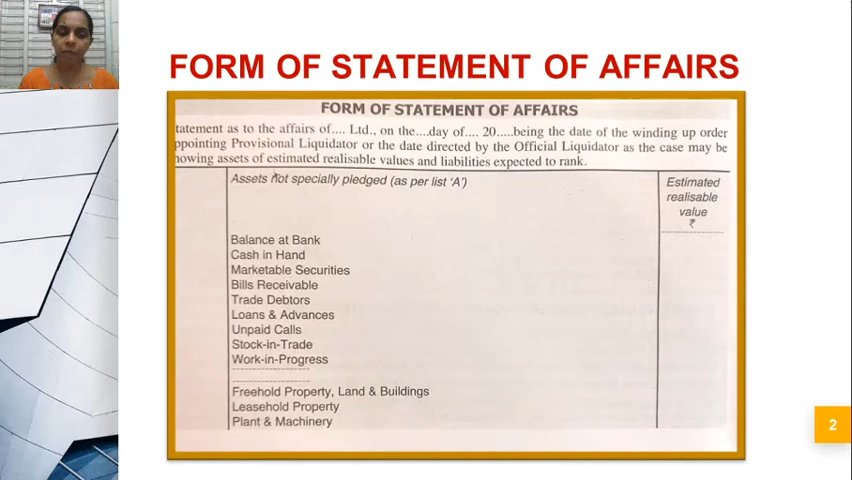 FORM OF STATEMENT OF AFFAIRS
FORM OF STATEMENT OF AFFAIRS
tatement as to the affairs of.... Ltd., on the....day of.... 20.....being the date of the winding up order
ppointing Provisional Liquidator or the date directed by the Official Liquidator as the case may be
howing assets of estimated realisable values and liabilities expected to rank.
Assets not specially pledged (as per list ‘A’)
Estimated
realisable
value
₹
Balance at Bank
Cash in Hand
Marketable Securities
Bills Receivable
Trade Debtors
Loans & Advances
Unpaid Calls
Stock-in-Trade
Work-in-Progress
Freehold Property, Land & Buildings
Leasehold Property
Plant & Machinery
2